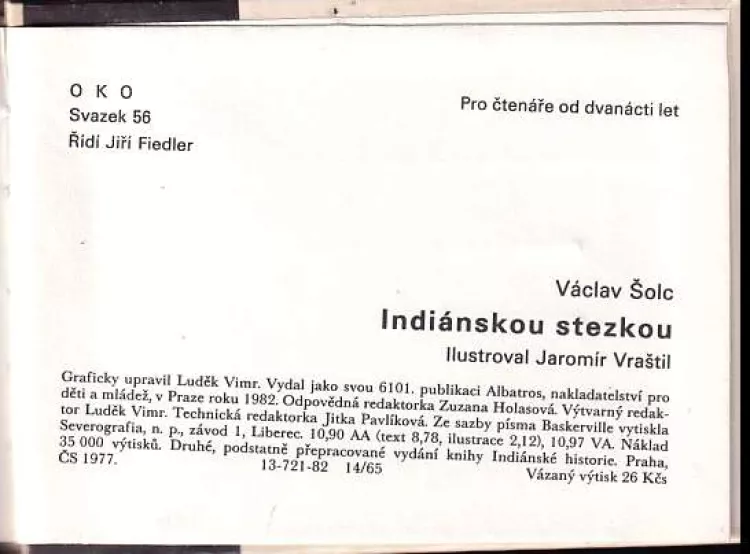 O K O
Svazek 56
Řídí Jiří Fiedler
Pro čtenáře od dvanácti let
Václav Šolc
Indiánskou stezkou
Ilustroval Jaromír Vraštil
Graficky upravil Luděk Vimr. Vydal jako svou 6101. publikaci Albatros, nakladatelství pro
děti a mládež, v Praze roku 1982. Odpovědná redaktorka Zuzana Holasová. Výtvarný redak-
tor Luděk Vimr. Technická redaktorka Jitka Pavlíková. Ze sazby písma Baskerville vytiskla
Severografia, n. p., závod 1, Liberec. 10,90 AA (text 8,78, ilustrace 2,12), 10,97 VA. Náklad
35 000 výtisků. Druhé, podstatně přepracované vydání knihy Indiánské historie. Praha,
ČS 1977. 13-721-82 14/65 Vázaný výtisk 26 Kčs